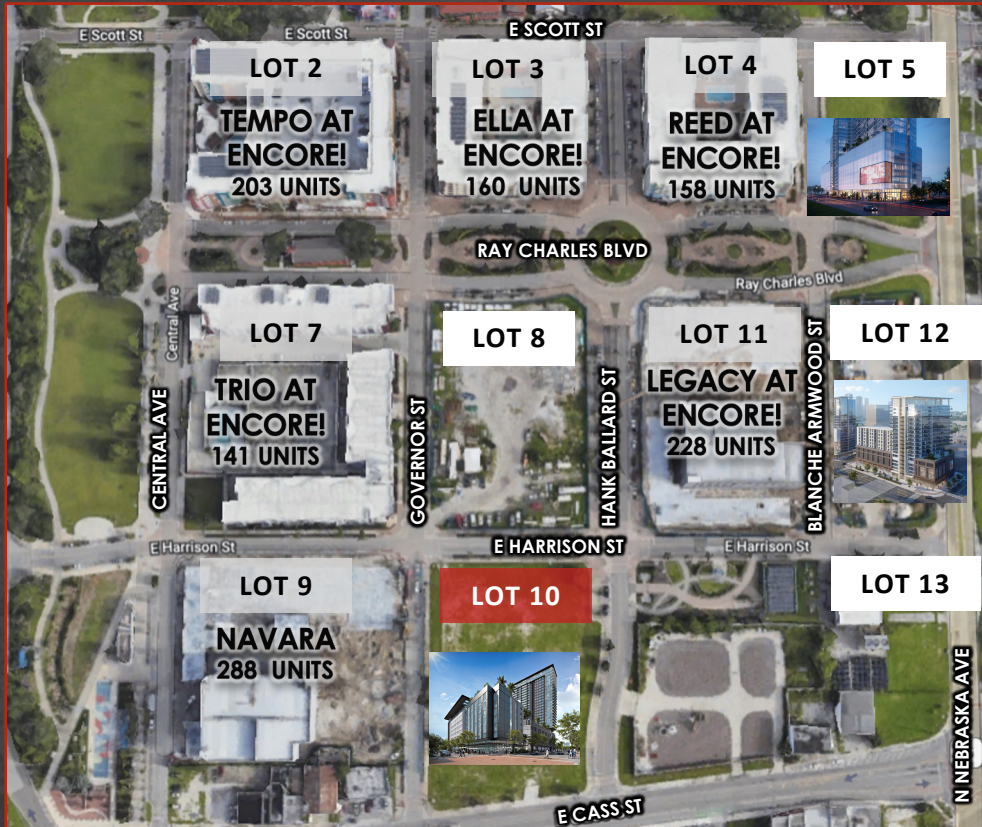 E Scott St
E Scott St
E SCOTT ST
LOT 2
TEMPO AT
ENCORE!
203 UNITS
LOT 3
ELLA AT
ENCORE!
160 UNITS
LOT 4
REED AT
ENCORE!
158 UNITS
LOT 5
RAY CHARLES BLVD
Ray Charles Blvd
Central Ave
CENTRAL AVE
LOT 7
TRIO AT
ENCORE!
141 UNITS
GOVERNOR ST
LOT 8
HANK BALLARD ST
LOT 11
LEGACY AT
ENCORE!
228 UNITS
BLANCHE ARMWOOD ST
LOT 12
E Harrison St
E HARRISON ST
E Harrison St
LOT 9
NAVARA
288 UNITS
LOT 10
LOT 13
N NEBRASKA AVE
E CASS ST